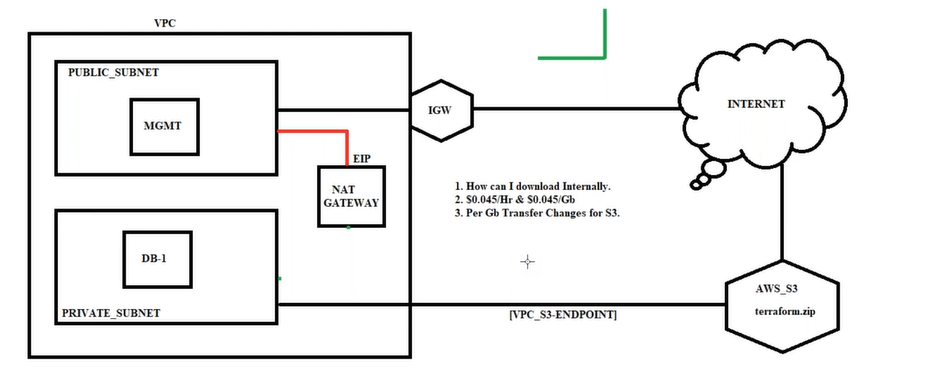 VPC
PUBLIC_SUBNET
MGMT
IGW
INTERNET
EIP
NAT
GATEWAY
1. How can I download Internally.
2. $0.045/Hr & $0.045/Gb
3. Per Gb Transfer Changes for S3.
DB-1
PRIVATE_SUBNET
[VPC_S3-ENDPOINT]
AWS_S3
terraform.zip